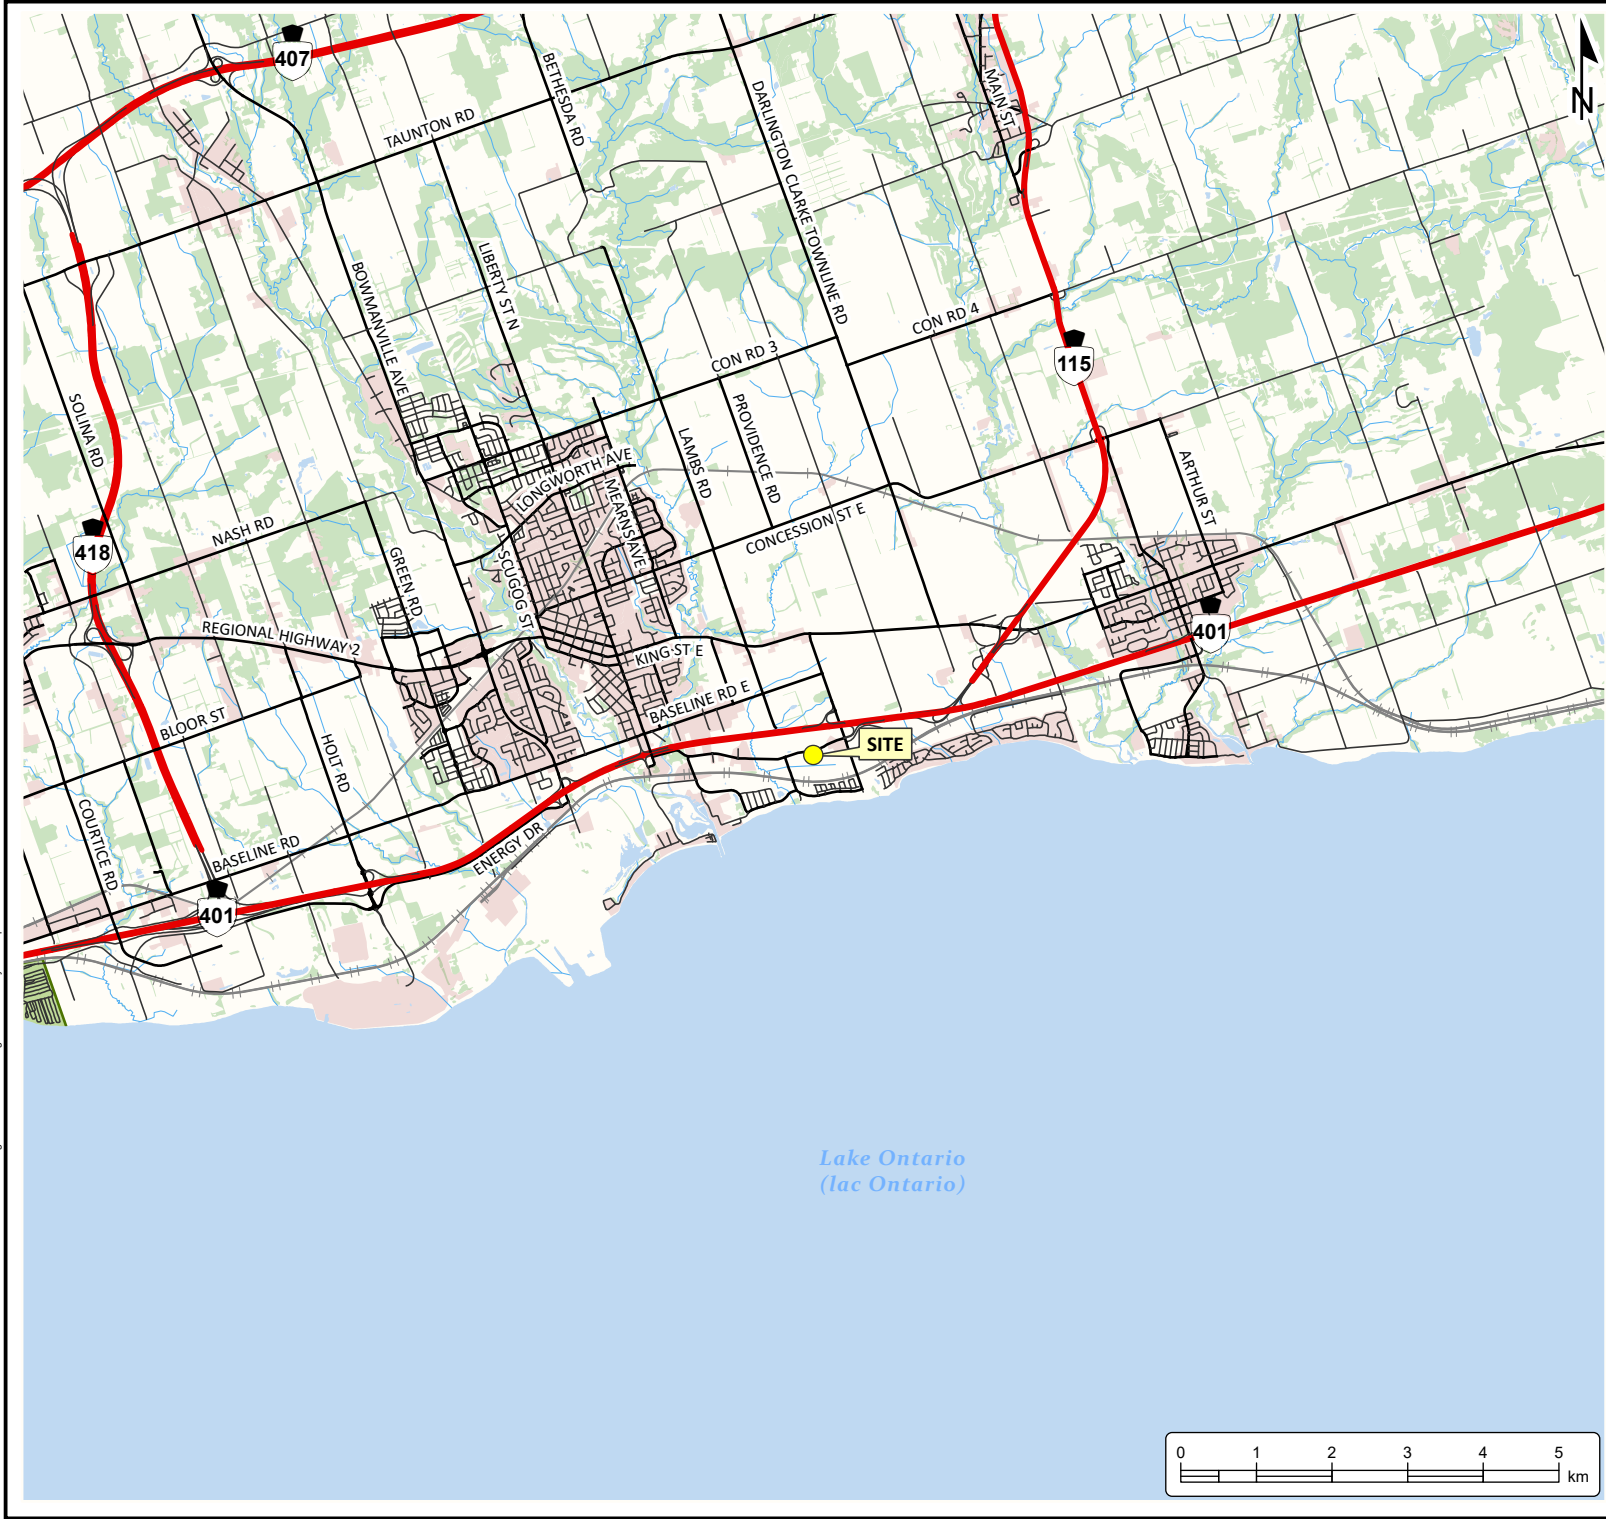 407
BETHESDA RD
MAIN ST
N
TAUNTON RD
DARLINGTON CLARKE TOWNLINE RD
LIBERTY ST N
BOWMANVILLE AVE
CON RD 4
CON RD 3
115
SOLINA RD
PROVIDENCE RD
LAMBS RD
LONGWORTH AVE
MEARNS AVE
ARTHUR ST
NASH RD
CONCESSION ST E
418
GREEN RD
SCUGOG ST
REGIONAL HIGHWAY 2
401
KING ST E
BASELINE RD E
BLOOR ST
HOLT RD
SITE
COURTICE RD
BASELINE RD
ENERGY DR
401
Lake Ontario
(lac Ontario)
0 1 2 3 4 5
km